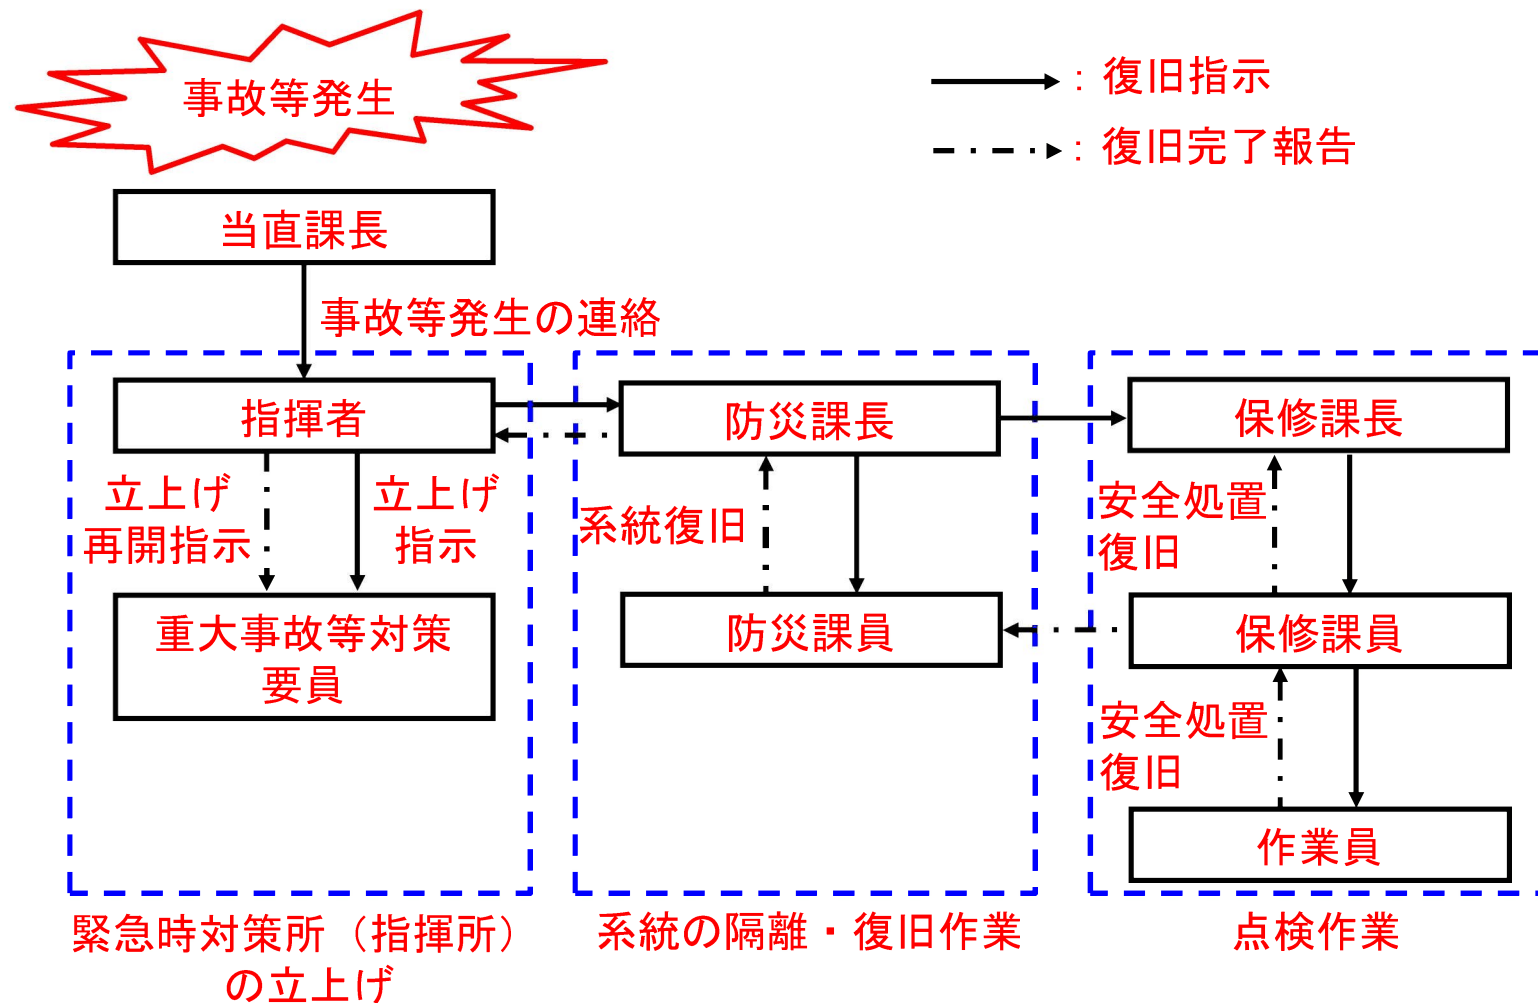 事故等発生
：復旧指示
：復旧完了報告
当直課長
事故等発生の連絡
指揮者
防災課長
保修課長
立上げ
再開指示
立上げ
指示
系統復旧
安全処置
復旧
重大事故等対策
要員
防災課員
保修課員
安全処置
復旧
作業員
緊急時対策所（指揮所）
の立上げ
系統の隔離・復旧作業
点検作業